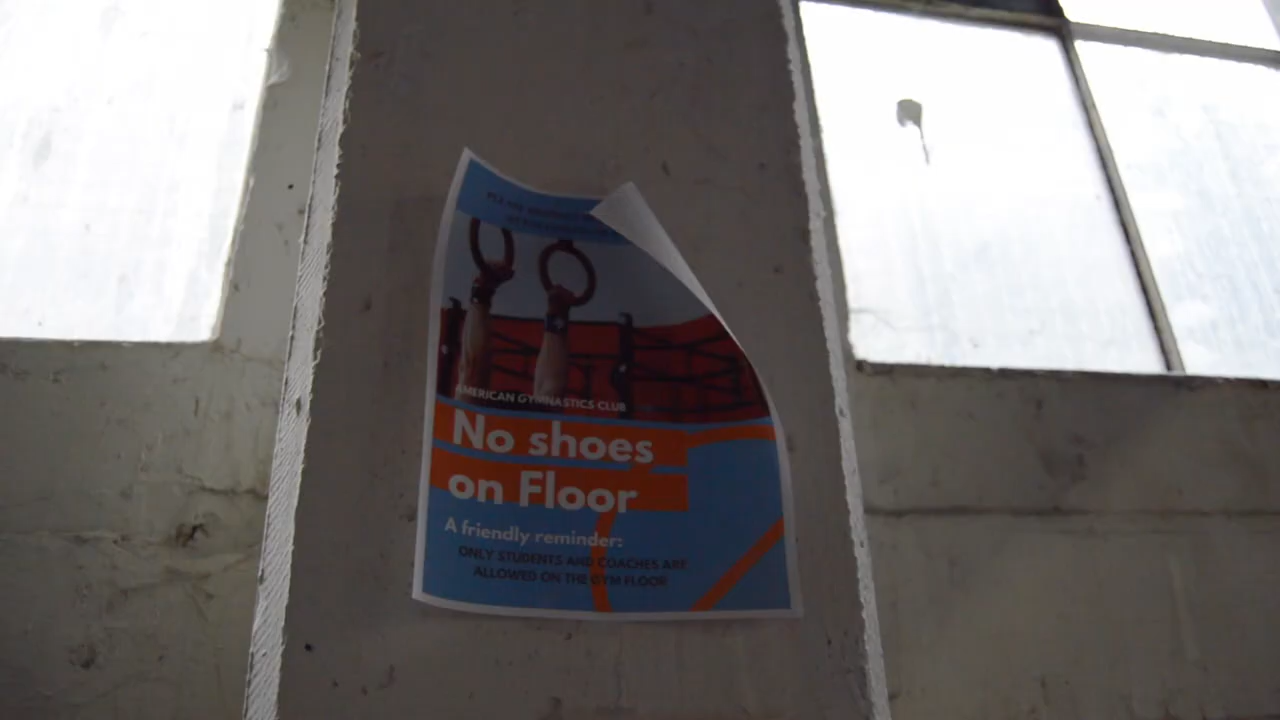 AMERICAN GYMNASTICS CLUB
No shoes
on Floor
A friendly reminder:
ONLY STUDENTS AND COACHES ARE
ALLOWED ON THE GYM FLOOR